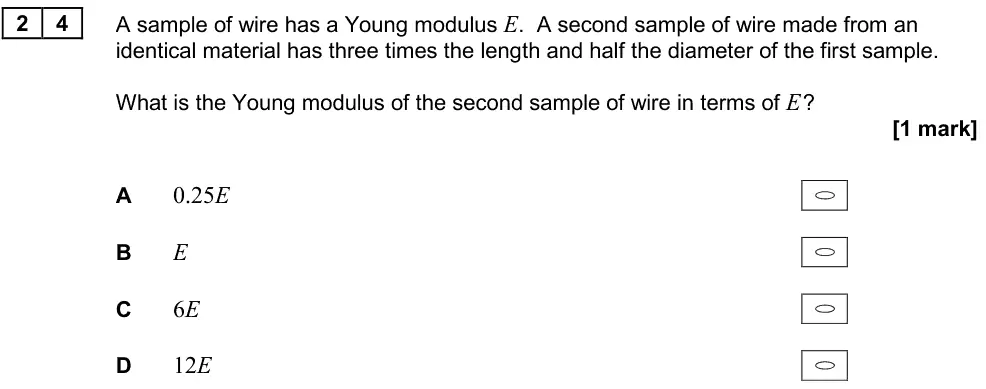 2 4 A sample of wire has a Young modulus E. A second sample of wire made from an
identical material has three times the length and half the diameter of the first sample.
What is the Young modulus of the second sample of wire in terms of E?
[1 mark]
A 0.25E
B E
C 6E
D 12E